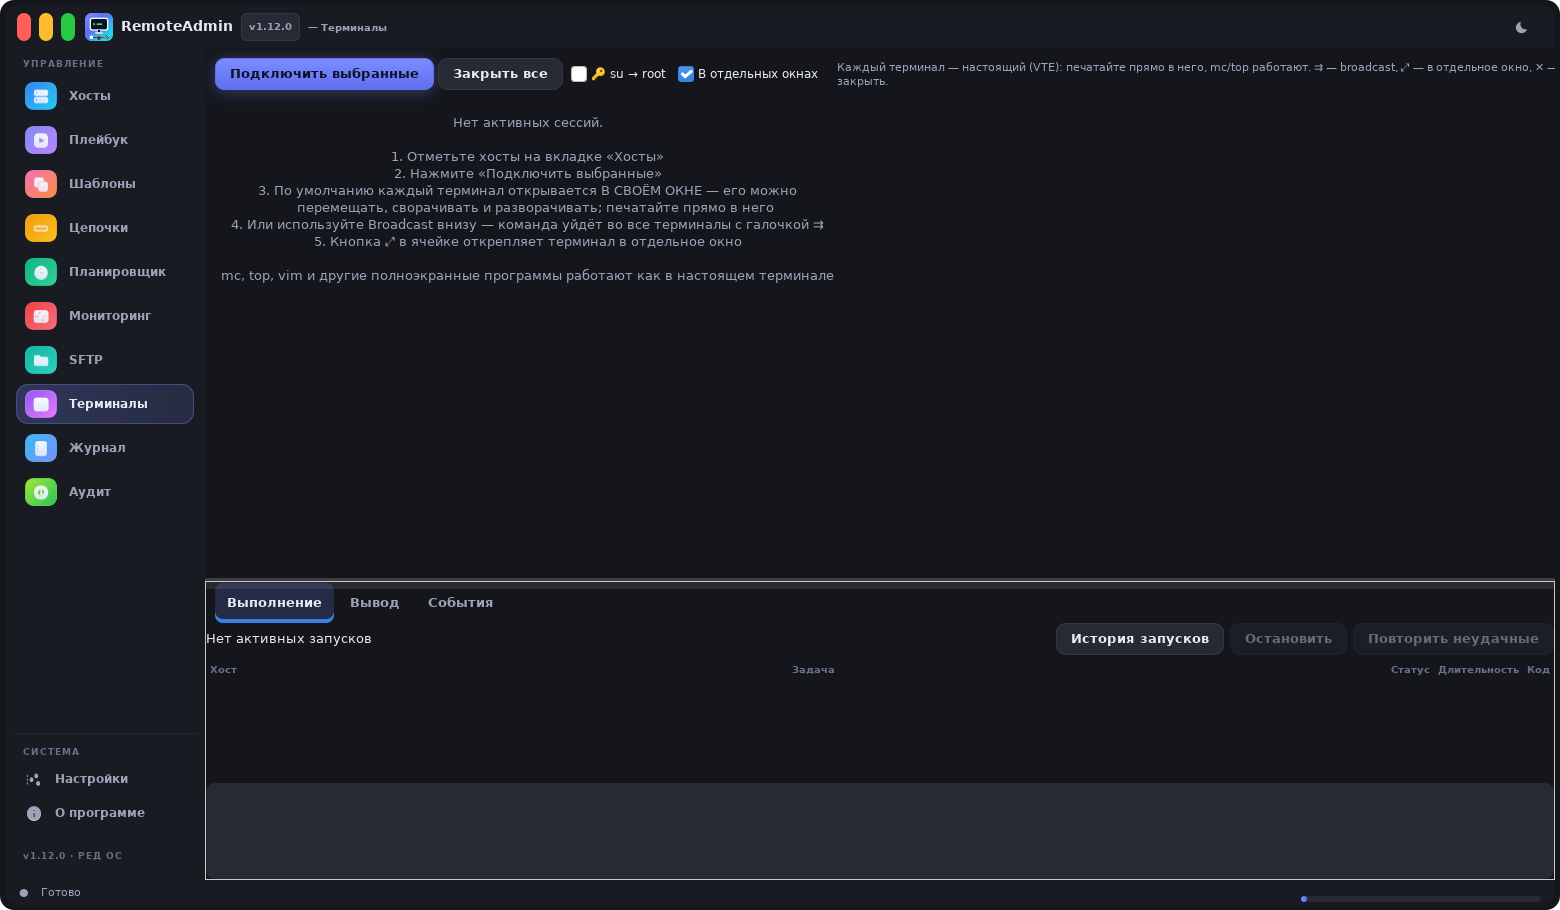 RemoteAdmin v1.12.0 — Терминалы
УПРАВЛЕНИЕ
Хосты
Плейбук
Шаблоны
Цепочки
Планировщик
Мониторинг
SFTP
Терминалы
Журнал
Аудит
СИСТЕМА
Настройки
О программе
v1.12.0 · РЕД ОС
Готово
Подключить выбранные Закрыть все 🔑 su → root В отдельных окнах
Каждый терминал — настоящий (VTE): печатайте прямо в него, mc/top работают. ⇉ — broadcast, ⤢ — в отдельное окно, ✕ —
закрыть.
Нет активных сессий.
1. Отметьте хосты на вкладке «Хосты»
2. Нажмите «Подключить выбранные»
3. По умолчанию каждый терминал открывается В СВОЁМ ОКНЕ — его можно
перемещать, сворачивать и разворачивать; печатайте прямо в него
4. Или используйте Broadcast внизу — команда уйдёт во все терминалы с галочкой ⇉
5. Кнопка ⤢ в ячейке открепляет терминал в отдельное окно
mc, top, vim и другие полноэкранные программы работают как в настоящем терминале
Выполнение Вывод События
Нет активных запусков История запусков Остановить Повторить неудачные
Хост Задача Статус Длительность Код